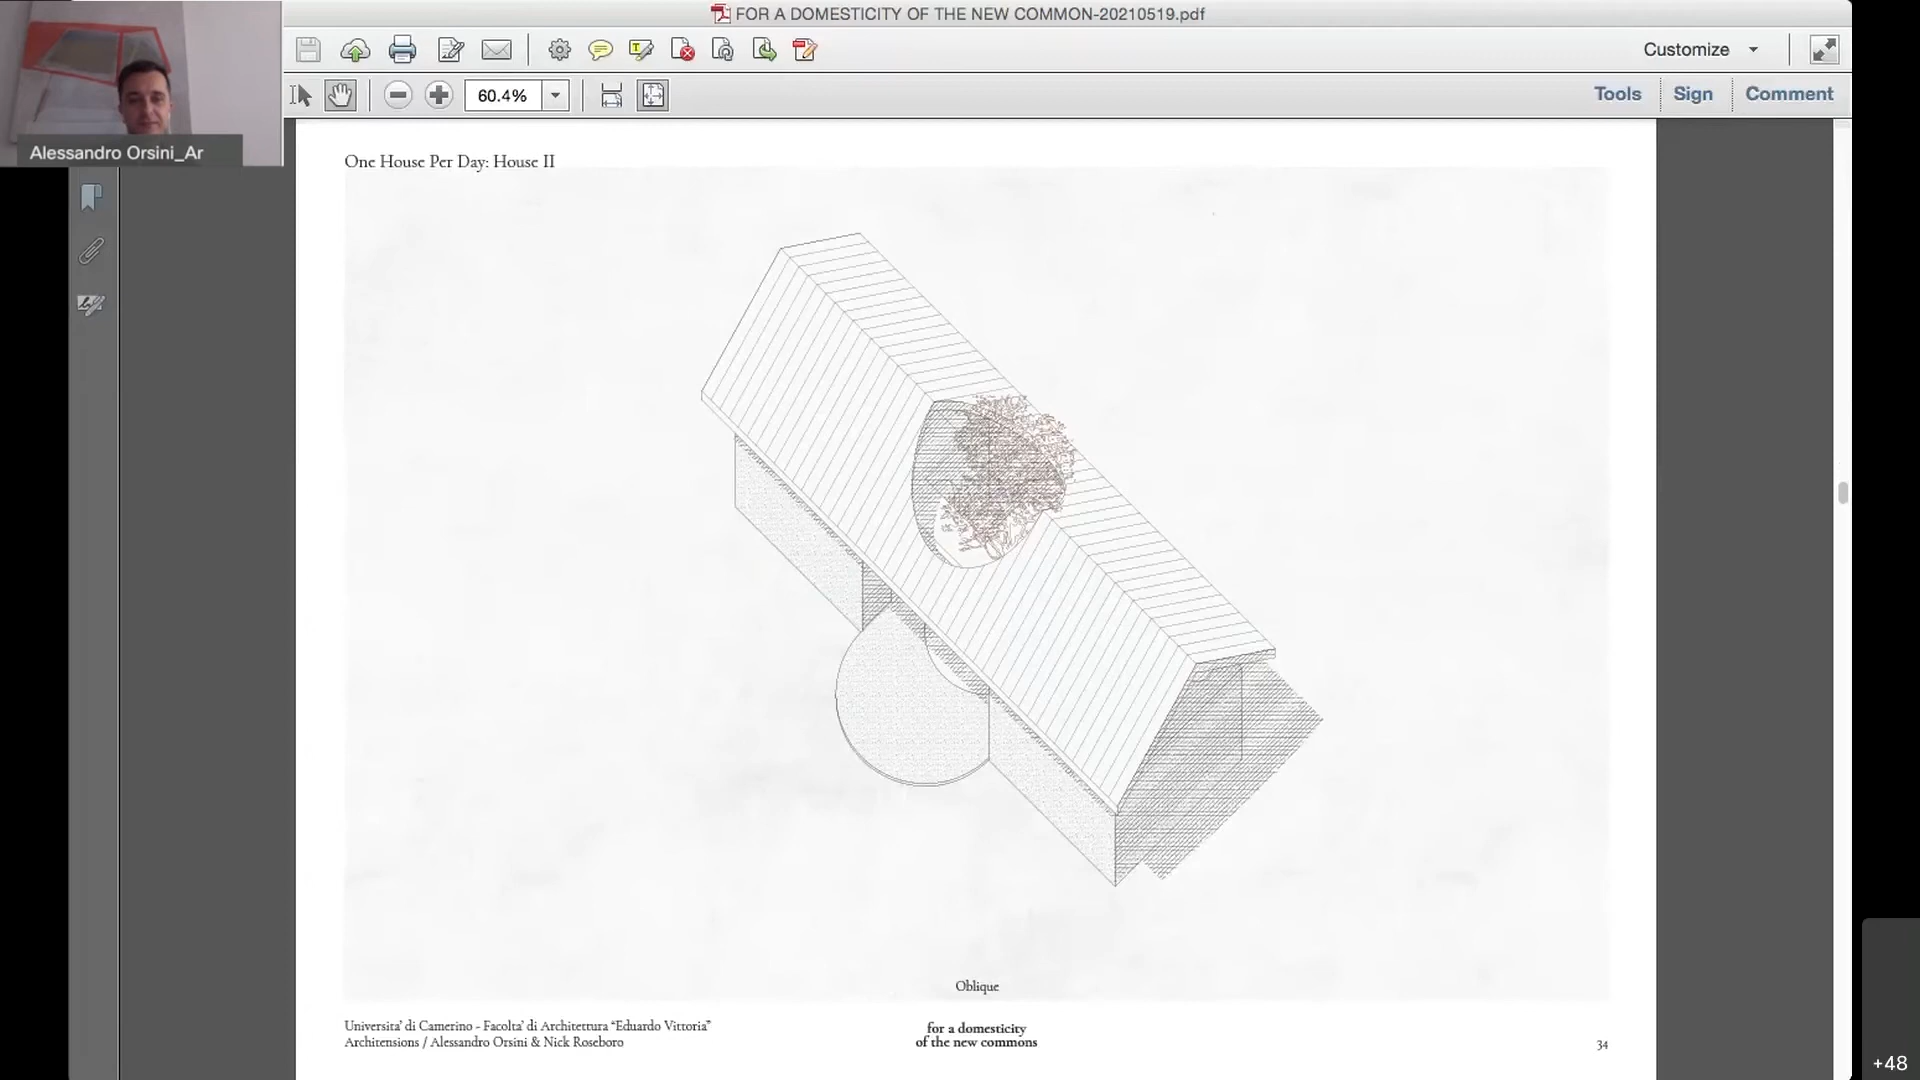 FOR A DOMESTICITY OF THE NEW COMMON-20210519.pdf
Customize
60.4%
Tools
Sign
Comment
Alessandro Orsini_Ar
One House Per Day: House II
Oblique
Universita' di Camerino - Facolta' di Architettura "Eduardo Vittoria"
Architensions / Alessandro Orsini & Nick Roseboro
for a domesticity
of the new commons
34
+48